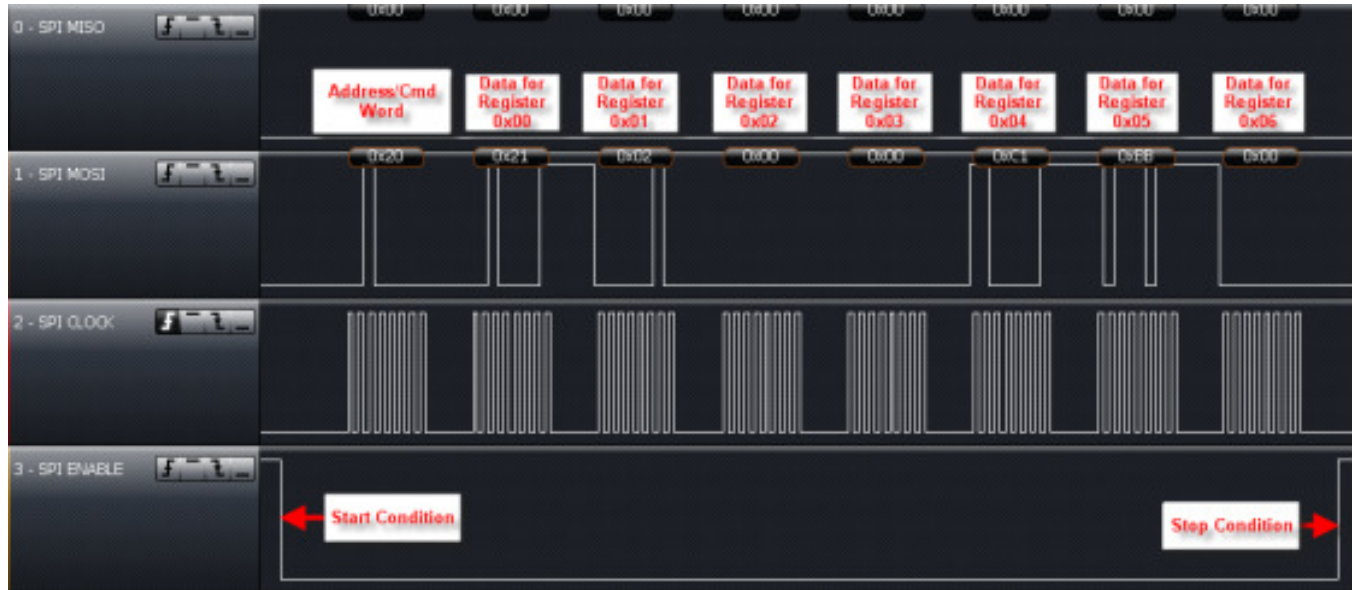 0x00 0x00 0x00 0x00 0x00 0x00 0x00 0x00
0 - SPI MISO
Address/Cmd
Word
Data for
Register
0x00
Data for
Register
0x01
Data for
Register
0x02
Data for
Register
0x03
Data for
Register
0x04
Data for
Register
0x05
Data for
Register
0x06
0x20 0x21 0x02 0x00 0x00 0xC1 0xBB 0x00
1 - SPI MOSI
2 - SPI CLOCK
3 - SPI ENABLE
Start Condition
Stop Condition